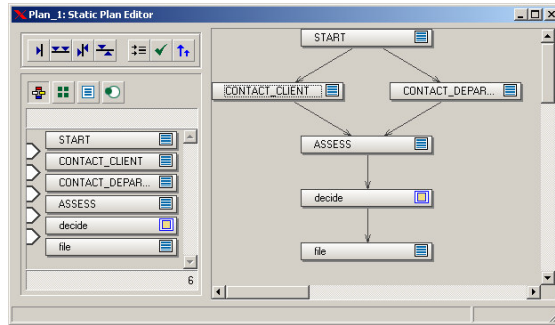 Plan_1: Static Plan Editor
START
CONTACT_CLIENT
CONTACT_DEPAR...
ASSESS
decide
file
6
START
CONTACT_CLIENT
CONTACT_DEPAR...
ASSESS
decide
file